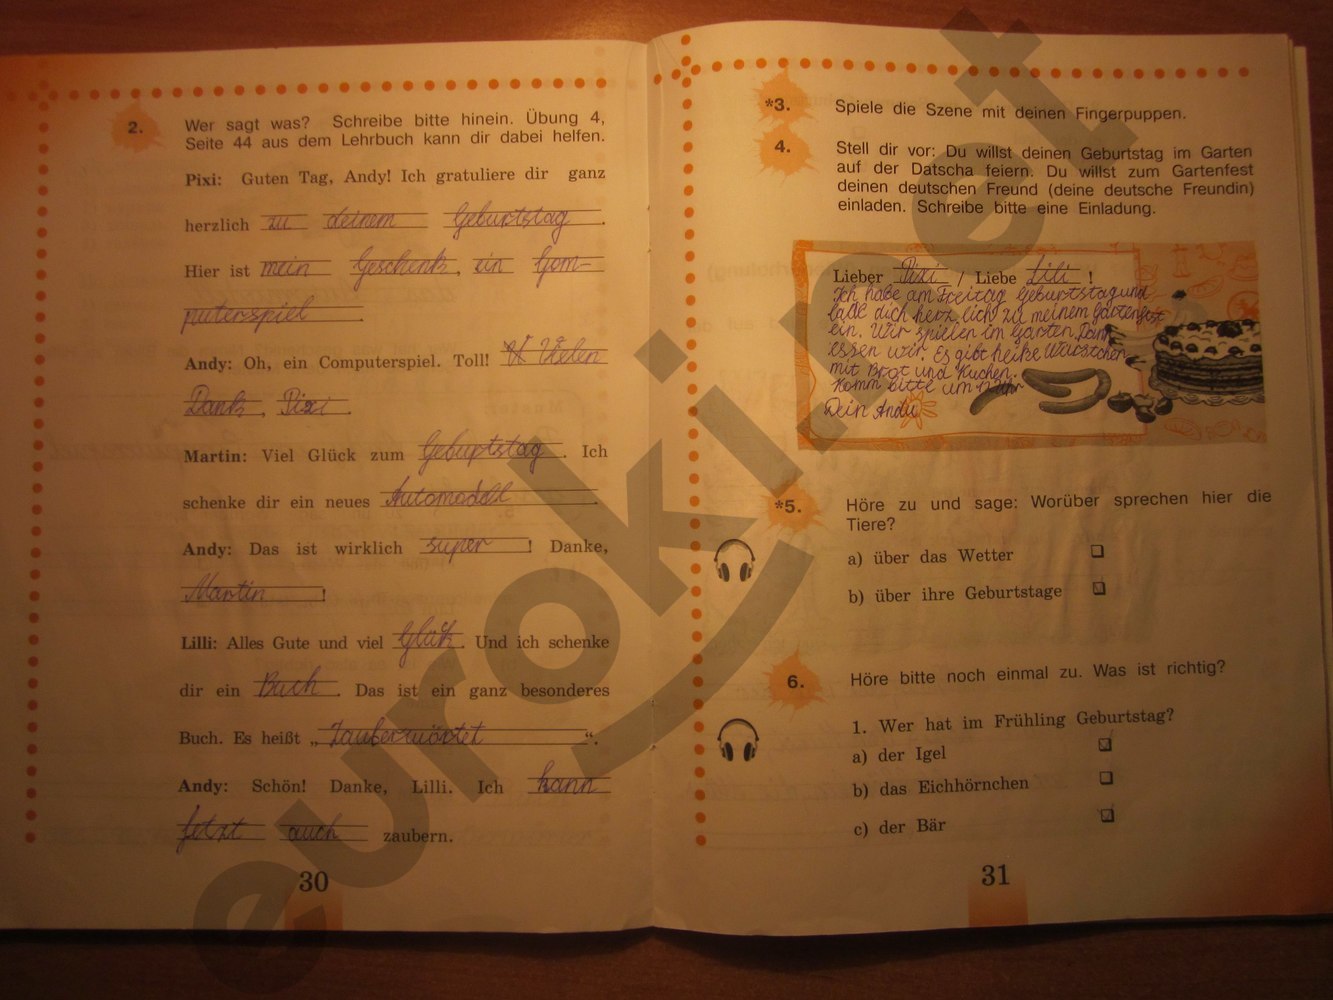 2. Wer sagt was? Schreibe bitte hinein. Übung 4,
Seite 44 aus dem Lehrbuch kann dir dabei helfen.
Pixi: Guten Tag, Andy! Ich gratuliere dir ganz
herzlich zu deinem Geburtstag.
Hier ist mein Geschenk, ein Com-
puterspiel.
Andy: Oh, ein Computerspiel. Toll! Vielen
Dank, Pixi.
Martin: Viel Glück zum Geburtstag. Ich
schenke dir ein neues Automodell
Andy: Das ist wirklich super! Danke,
Martin!
Lilli: Alles Gute und viel Glük. Und ich schenke
dir ein Buch. Das ist ein ganz besonderes
Buch. Es heißt „Zauberwörter“.
Andy: Schön! Danke, Lilli. Ich kann
jetzt auch zaubern.
30
*3. Spiele die Szene mit deinen Fingerpuppen.
4. Stell dir vor: Du willst deinen Geburtstag im Garten
auf der Datscha feiern. Du willst zum Gartenfest
deinen deutschen Freund (deine deutsche Freundin)
einladen. Schreibe bitte eine Einladung.
Lieber Pixi / Liebe Lili!
Ich habe am Freitag Geburtstag und
lade dich herzlich zu meinem Gartenfest
ein. Wir spielen im Garten. Dann
essen wir. Es gibt heiße Würstchen
mit Brot und Kuchen.
Komm bitte um 12 Uhr
Dein Andy
*5. Höre zu und sage: Worüber sprechen hier die
Tiere?
a) über das Wetter
b) über ihre Geburtstage
6. Höre bitte noch einmal zu. Was ist richtig?
1. Wer hat im Frühling Geburtstag?
a) der Igel
b) das Eichhörnchen
c) der Bär
31
euroki.net